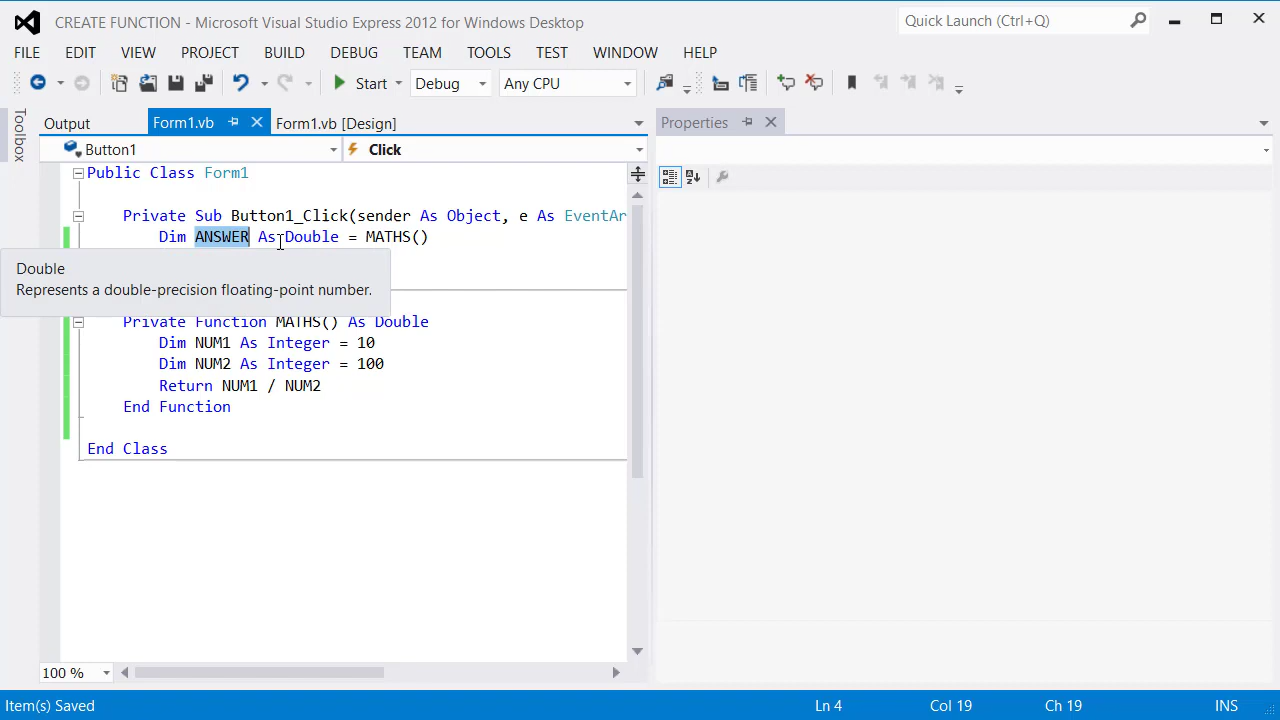 CREATE FUNCTION - Microsoft Visual Studio Express 2012 for Windows Desktop
Quick Launch (Ctrl+Q)
FILE EDIT VIEW PROJECT BUILD DEBUG TEAM TOOLS TEST WINDOW HELP
Start Debug Any CPU
Toolbox
Output Form1.vb Form1.vb [Design]
Properties
Button1 Click
Public Class Form1
Private Sub Button1_Click(sender As Object, e As EventAr
Dim ANSWER As Double = MATHS()
Double
Represents a double-precision floating-point number.
Private Function MATHS() As Double
Dim NUM1 As Integer = 10
Dim NUM2 As Integer = 100
Return NUM1 / NUM2
End Function
End Class
100 %
Item(s) Saved Ln 4 Col 19 Ch 19 INS